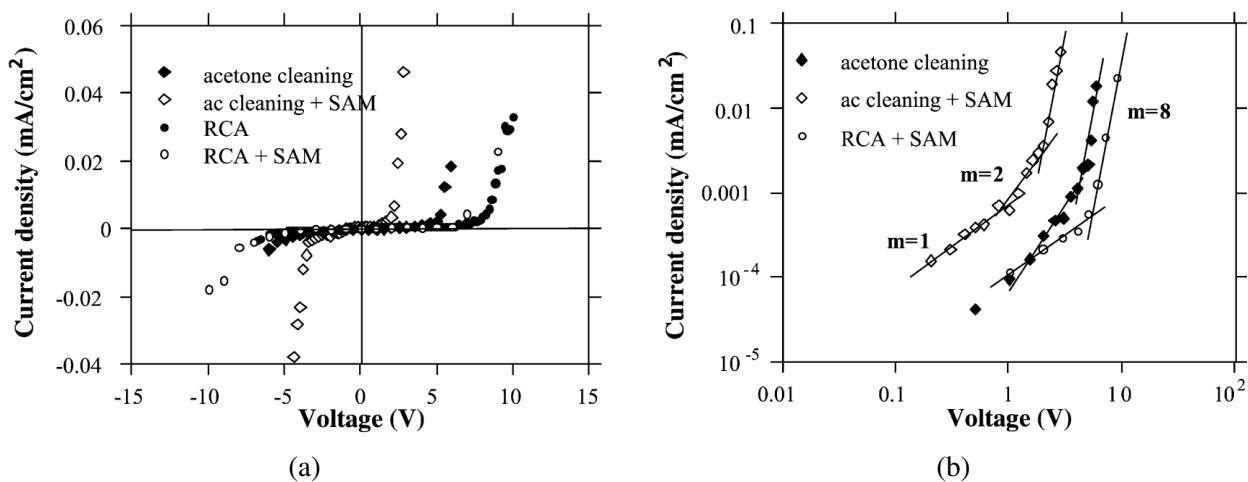 Current density (mA/cm²)
0.06
0.04
0.02
0
-0.02
-0.04
acetone cleaning
ac cleaning + SAM
RCA
RCA + SAM
-15 -10 -5 0 5 10 15
Voltage (V)
(a)
Current density (mA/cm²)
0.1
0.01
0.001
10⁻⁴
10⁻⁵
acetone cleaning
ac cleaning + SAM
RCA + SAM
m=8
m=2
m=1
0.01 0.1 1 10 10²
Voltage (V)
(b)